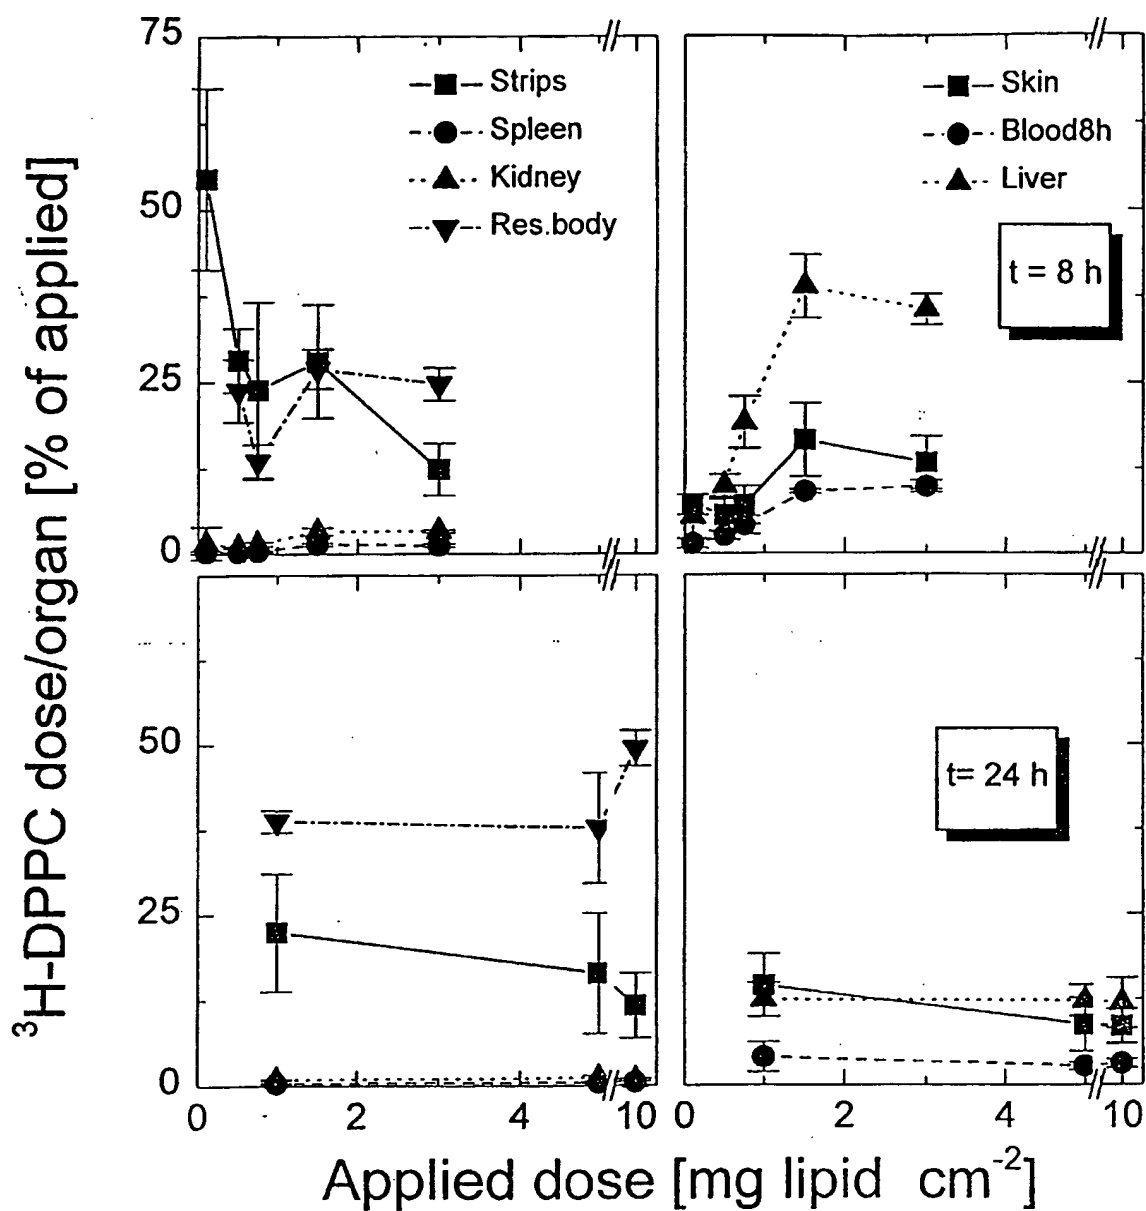 75
50
25
0
Strips
Spleen
Kidney
Res.body
Skin
Blood8h
Liver
t = 8 h
50
25
0
t= 24 h
0 2 4 10
0 2 4 10
³H-DPPC dose/organ [% of applied]
Applied dose [mg lipid cm⁻²]